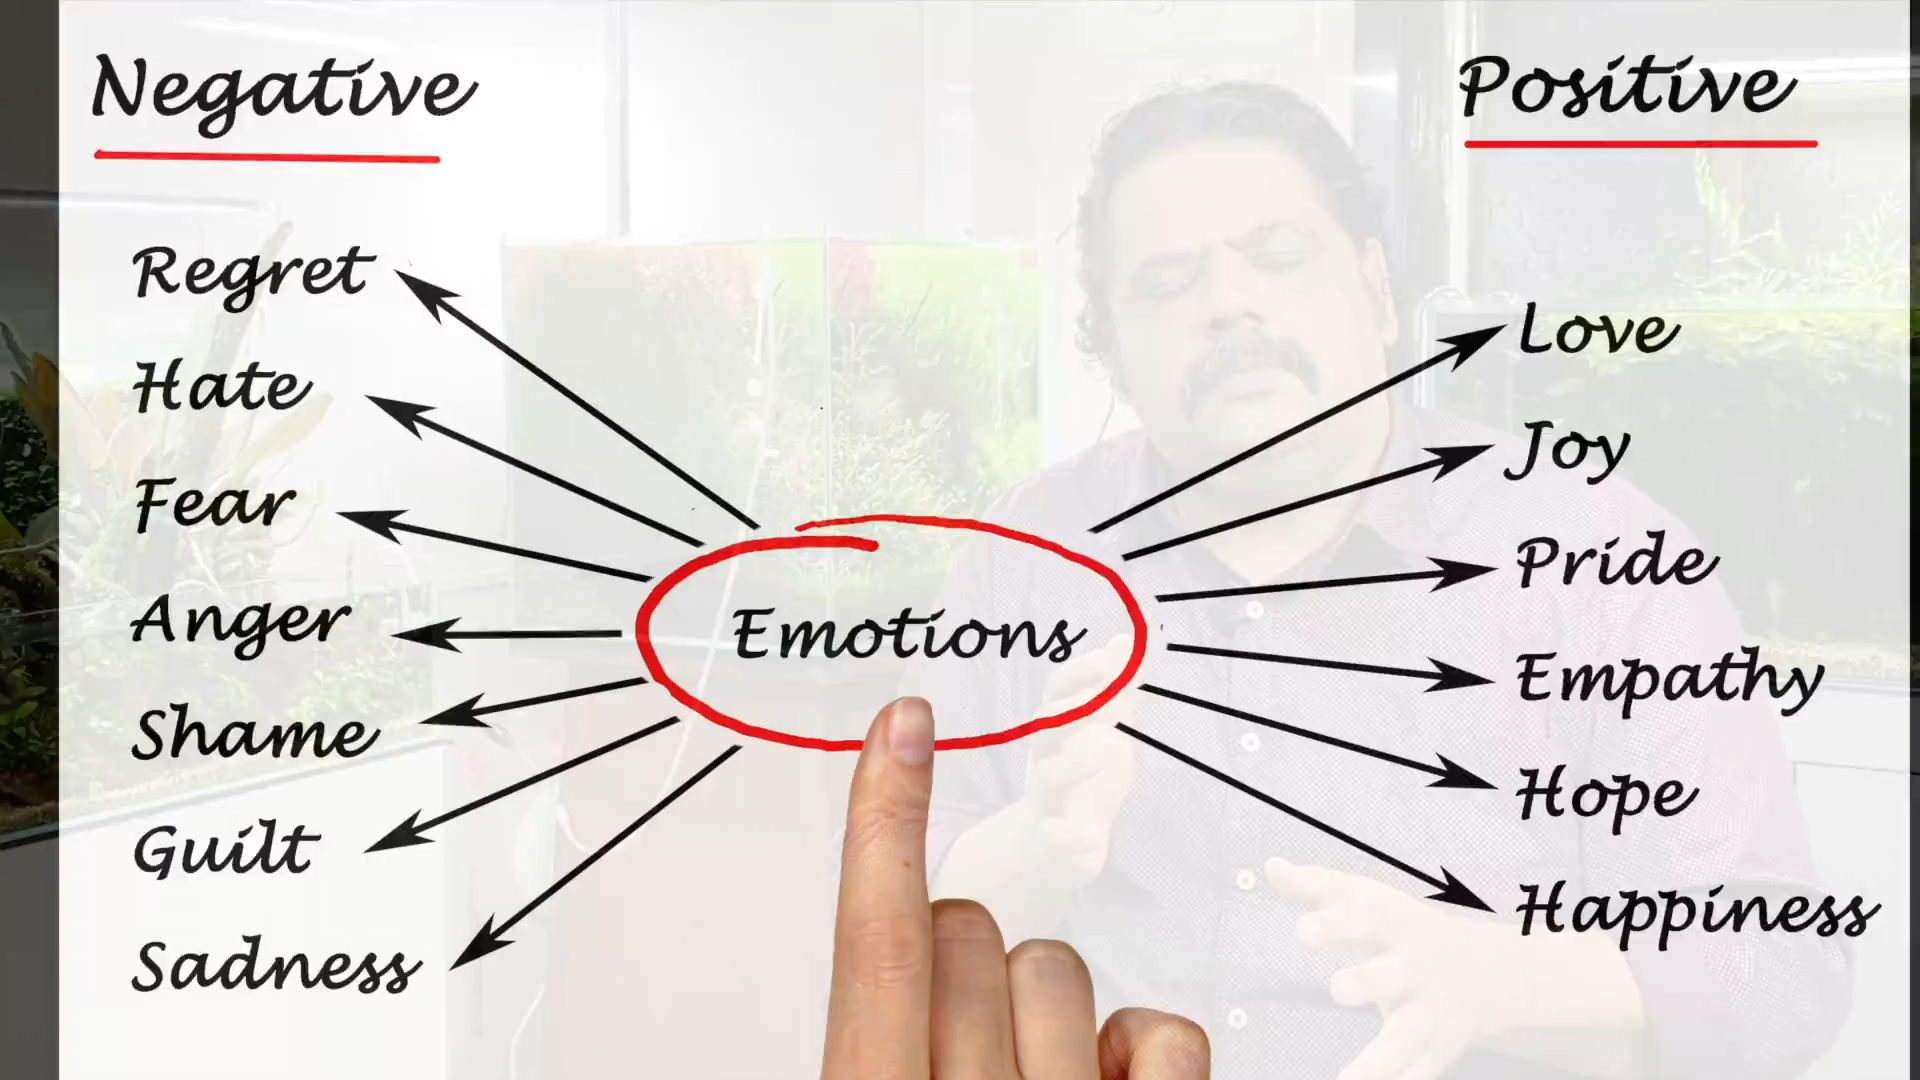 Negative
Regret
Hate
Fear
Anger
Shame
Guilt
Sadness
Emotions
Positive
Love
Joy
Pride
Empathy
Hope
Happiness